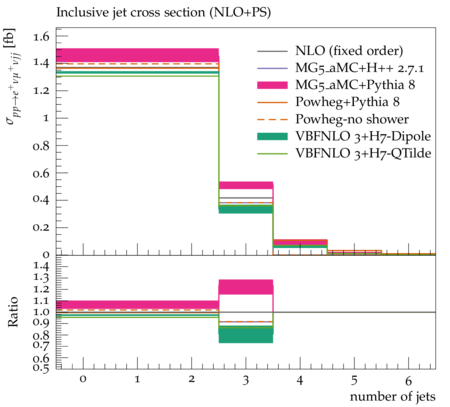 Inclusive jet cross section (NLO+PS)
σpp→e⁺νμ⁺νjj [fb]
NLO (fixed order)
MG5_aMC+H++ 2.7.1
MG5_aMC+Pythia 8
Powheg+Pythia 8
Powheg-no shower
VBFNLO 3+H7-Dipole
VBFNLO 3+H7-QTilde
1.6
1.4
1.2
1.0
0.8
0.6
0.4
0.2
0
Ratio
1.4
1.3
1.2
1.1
1.0
0.9
0.8
0.7
0.6
0.5
0 1 2 3 4 5 6
number of jets